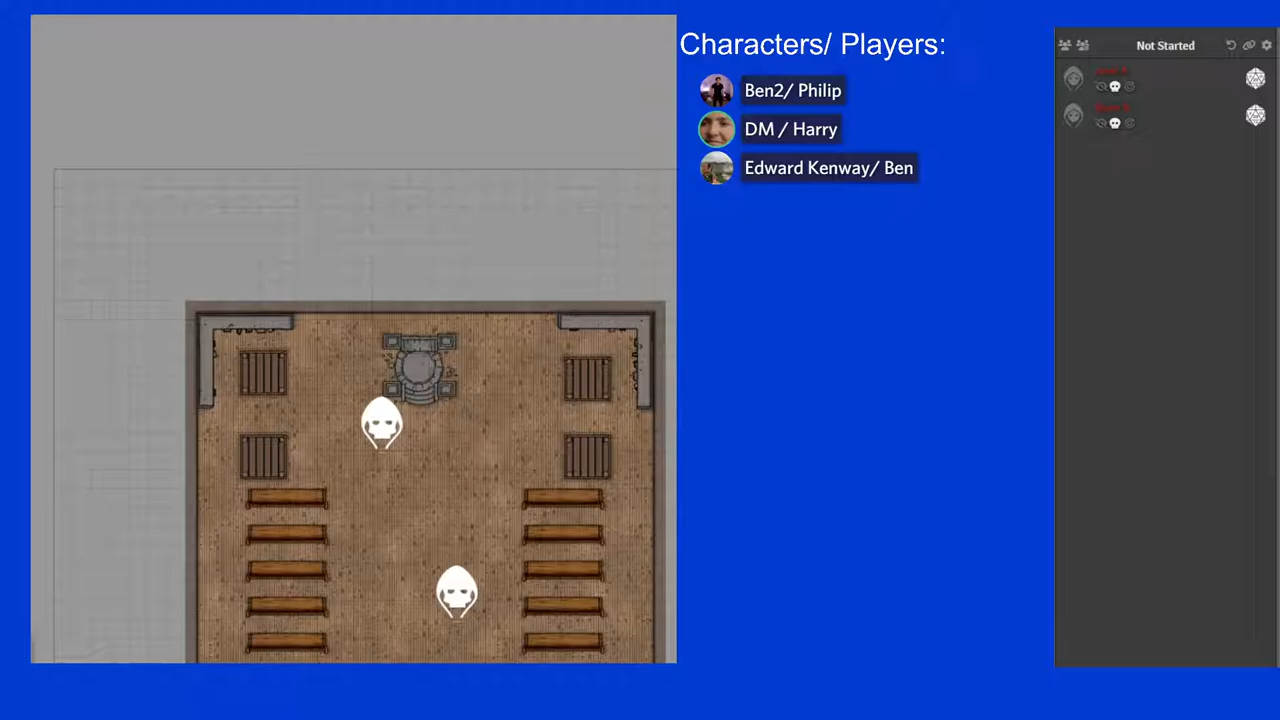 Characters/ Players:
Ben2/ Philip
DM / Harry
Edward Kenway/ Ben
Not Started